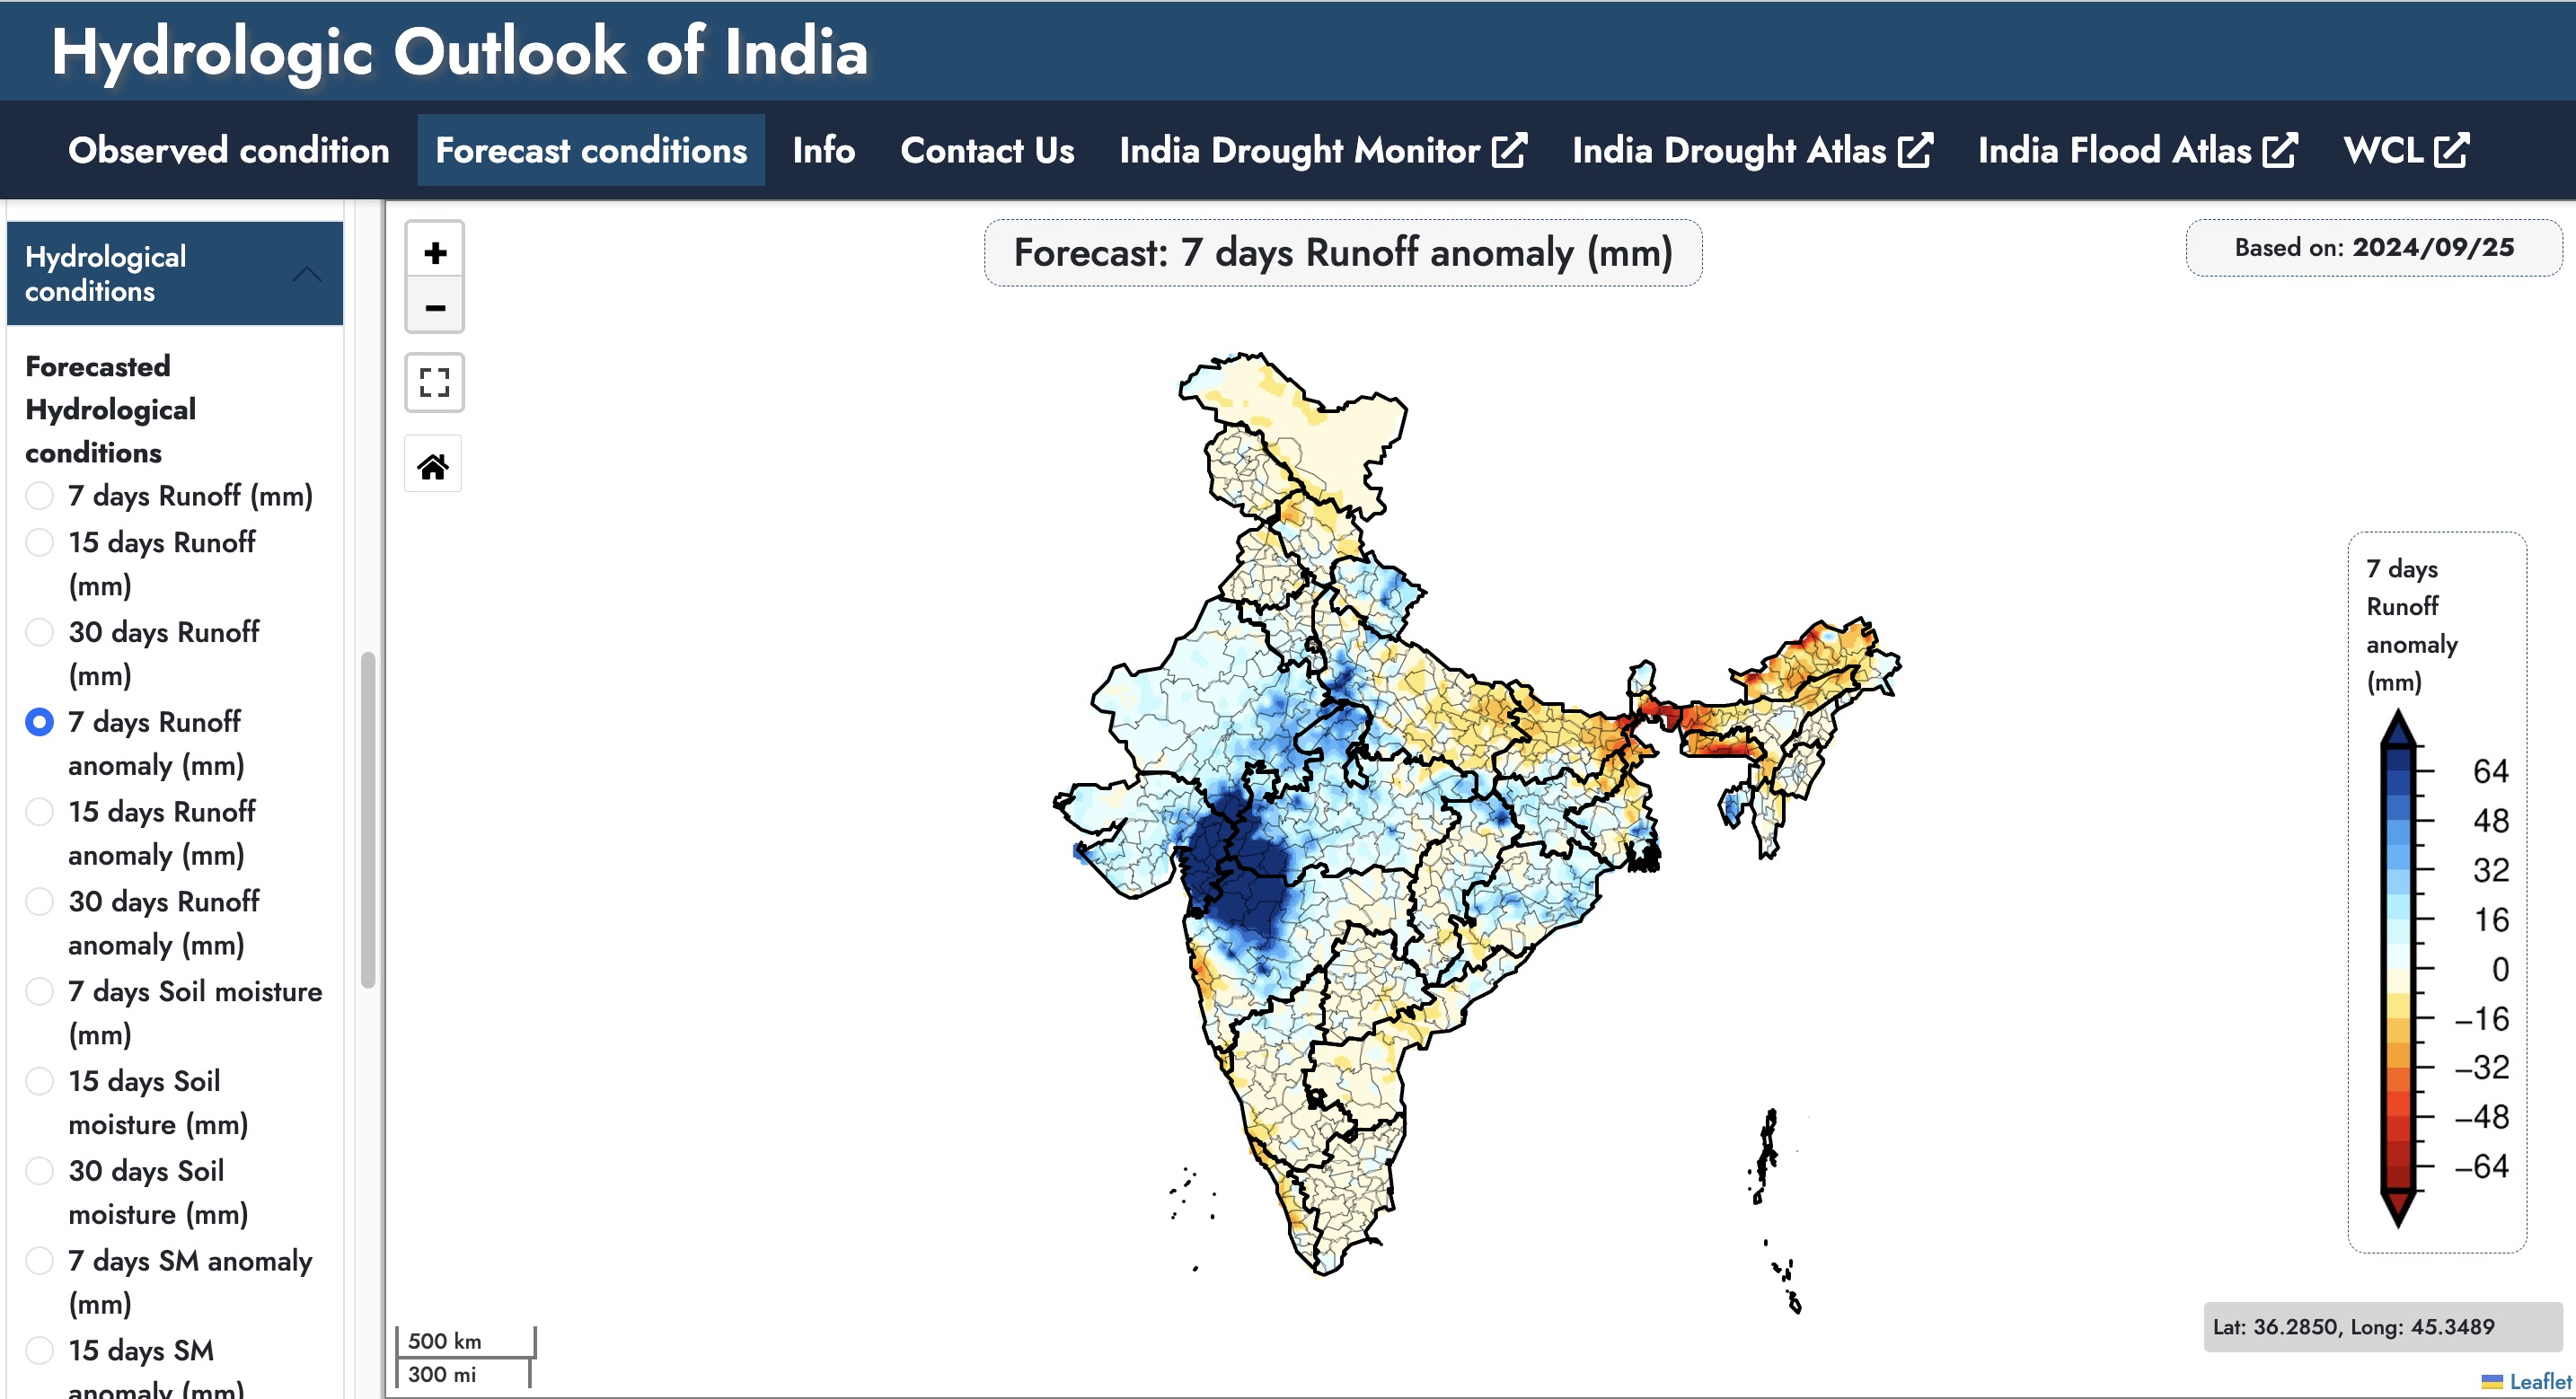 Hydrologic Outlook of India
Observed condition
Forecast conditions
Info
Contact Us
India Drought Monitor
India Drought Atlas
India Flood Atlas
WCL
Hydrological
conditions
Forecasted
Hydrological
conditions
7 days Runoff (mm)
15 days Runoff
(mm)
30 days Runoff
(mm)
7 days Runoff
anomaly (mm)
15 days Runoff
anomaly (mm)
30 days Runoff
anomaly (mm)
7 days Soil moisture
(mm)
15 days Soil
moisture (mm)
30 days Soil
moisture (mm)
7 days SM anomaly
(mm)
15 days SM
anomaly (mm)
+
−
Forecast: 7 days Runoff anomaly (mm)
Based on: 2024/09/25
7 days
Runoff
anomaly
(mm)
64
48
32
16
0
−16
−32
−48
−64
500 km
300 mi
Lat: 36.2850, Long: 45.3489
Leaflet